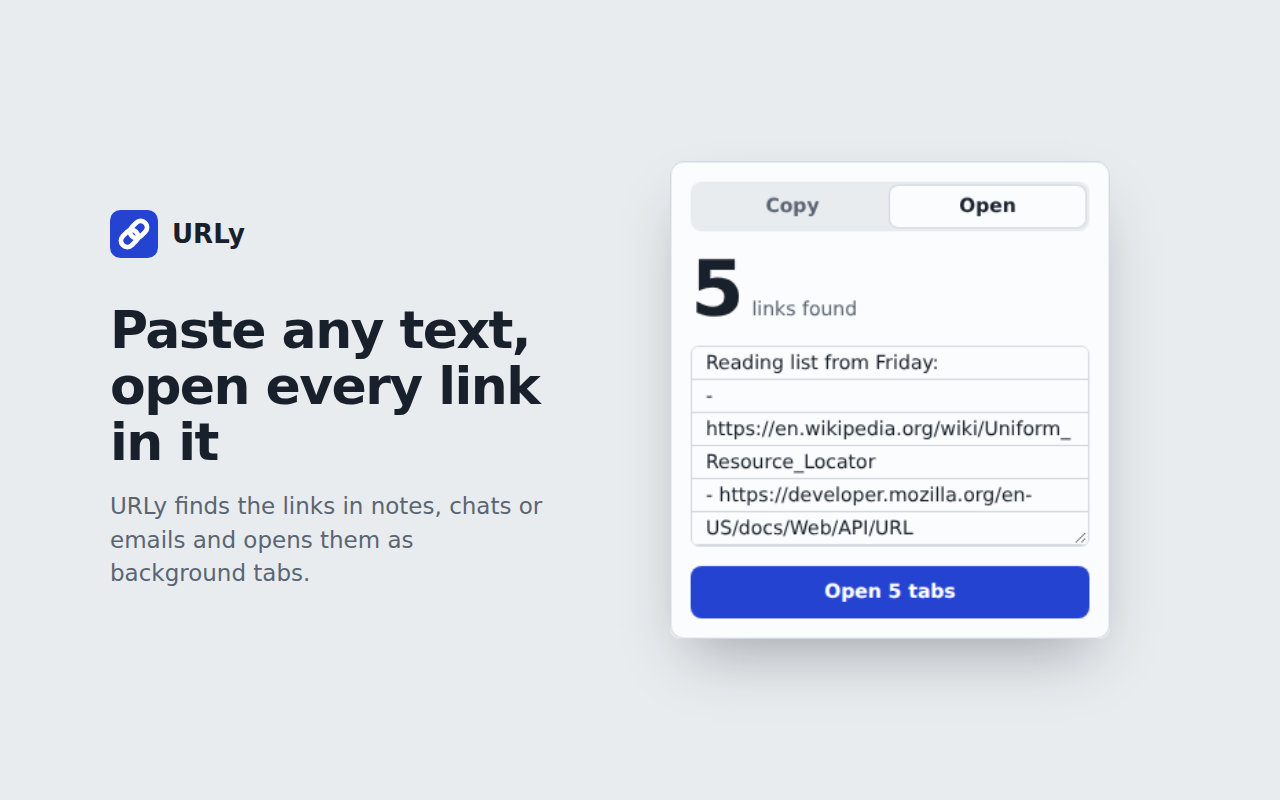 URLy
Paste any text,
open every link
in it
URLy finds the links in notes, chats or
emails and opens them as
background tabs.
Copy
Open
5 links found
Reading list from Friday:
-
https://en.wikipedia.org/wiki/Uniform_
Resource_Locator
- https://developer.mozilla.org/en-
US/docs/Web/API/URL
Open 5 tabs